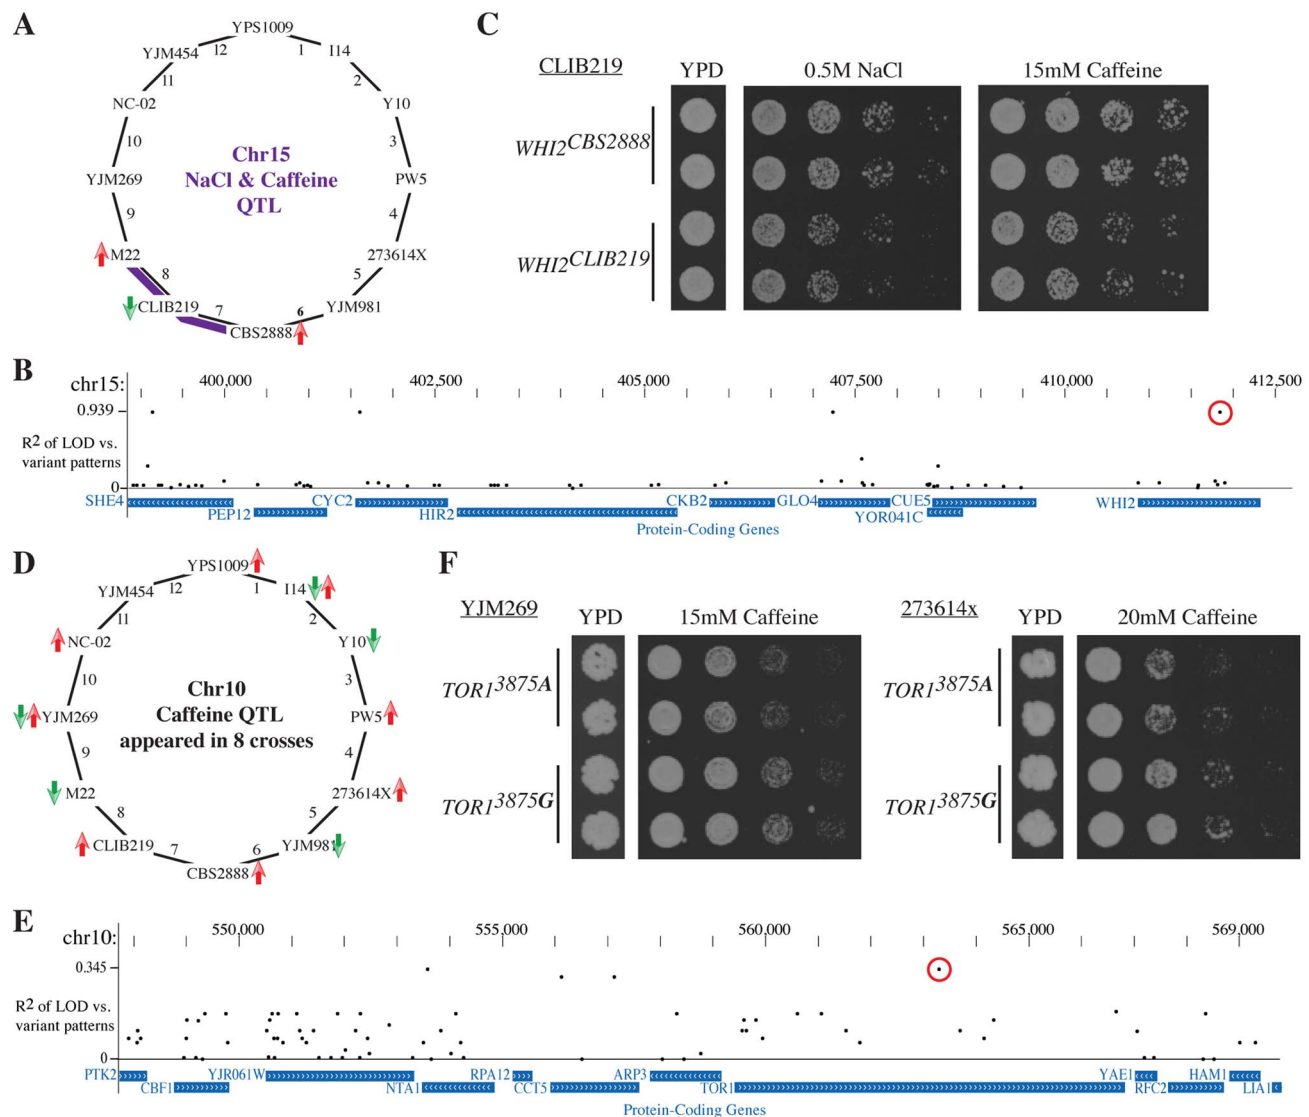 A
YPS1009
YJM454
12
1
I14
11
2
NC-02
Y10
10
3
Chr15
NaCl & Caffeine
QTL
YJM269
PW5
9
4
M22
273614X
8
5
CLIB219
7
6
YJM981
CBS2888
C
CLIB219
YPD
0.5M NaCl
15mM Caffeine
WHI2CBS2888
WHI2CLIB219
B
chr15:
400,000
402,500
405,000
407,500
410,000
412,500
0.939
R2 of LOD vs.
variant patterns
0
SHE4
PEP12
CYC2
HIR2
CKB2
GLO4
YOR041C
CUE5
WHI2
Protein-Coding Genes
D
YPS1009
YJM454
12
1
I14
11
2
NC-02
Y10
10
3
Chr10
Caffeine QTL
appeared in 8 crosses
YJM269
PW5
9
4
M22
273614X
8
5
CLIB219
7
6
YJM981
CBS2888
F
YJM269
YPD
15mM Caffeine
TOR13875A
TOR13875G
273614x
YPD
20mM Caffeine
TOR13875A
TOR13875G
E
chr10:
550,000
555,000
560,000
565,000
569,000
0.345
R2 of LOD vs.
variant patterns
0
PTK2
CBF1
YJR061W
NTA1
RPA12
CCT5
ARP3
TOR1
YAE1
RFC2
HAM1
LIA1
Protein-Coding Genes